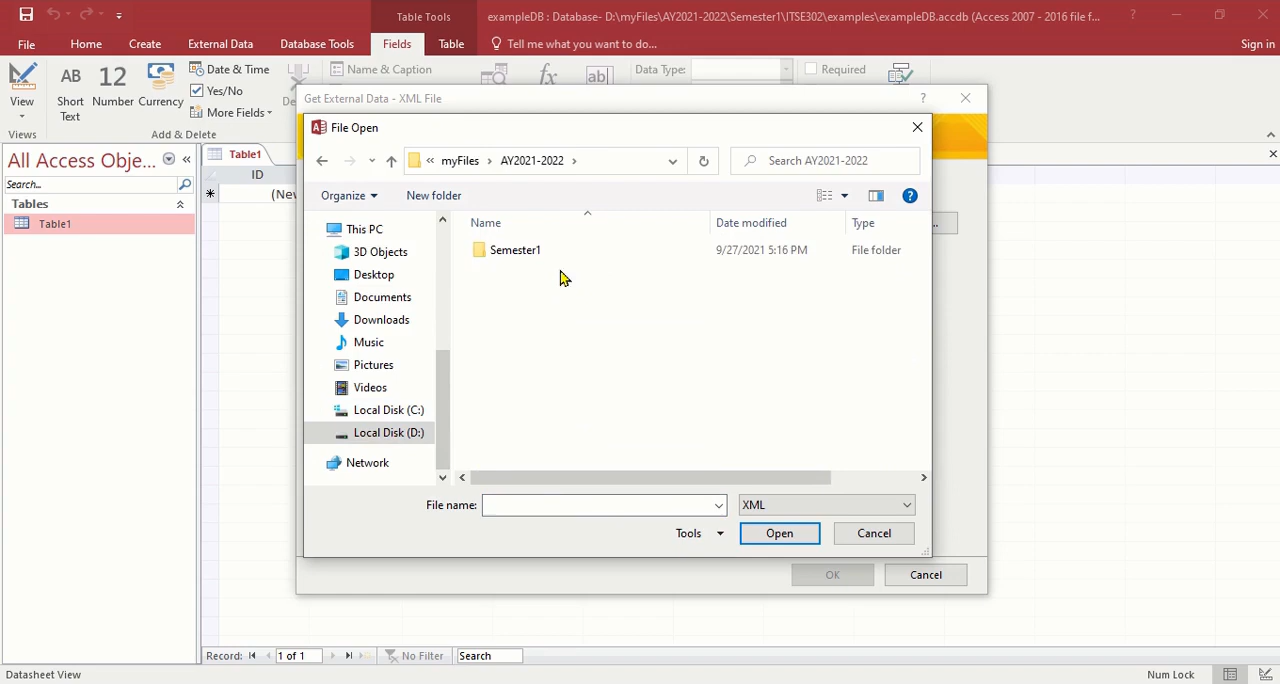 Table Tools
exampleDB : Database- D:\myFiles\AY2021-2022\Semester1\ITSE302\examples\exampleDB.accdb (Access 2007 - 2016 file f...
?
File
Home
Create
External Data
Database Tools
Fields
Table
Tell me what you want to do...
Sign in
View
AB
Short
Text
12
Number
Currency
Date & Time
Yes/No
More Fields
De
Name & Caption
fx
ab
Data Type:
Required
Views
Add & Delete
Get External Data - XML File
?
All Access Obje...
Search...
Tables
Table1
Table1
ID
(Nev
File Open
« myFiles > AY2021-2022 >
Search AY2021-2022
Organize
New folder
?
This PC
3D Objects
Desktop
Documents
Downloads
Music
Pictures
Videos
Local Disk (C:)
Local Disk (D:)
Network
Name
Date modified
Type
Semester1
9/27/2021 5:16 PM
File folder
...
File name:
XML
Tools
Open
Cancel
OK
Cancel
Record:
1 of 1
No Filter
Search
Datasheet View
Num Lock